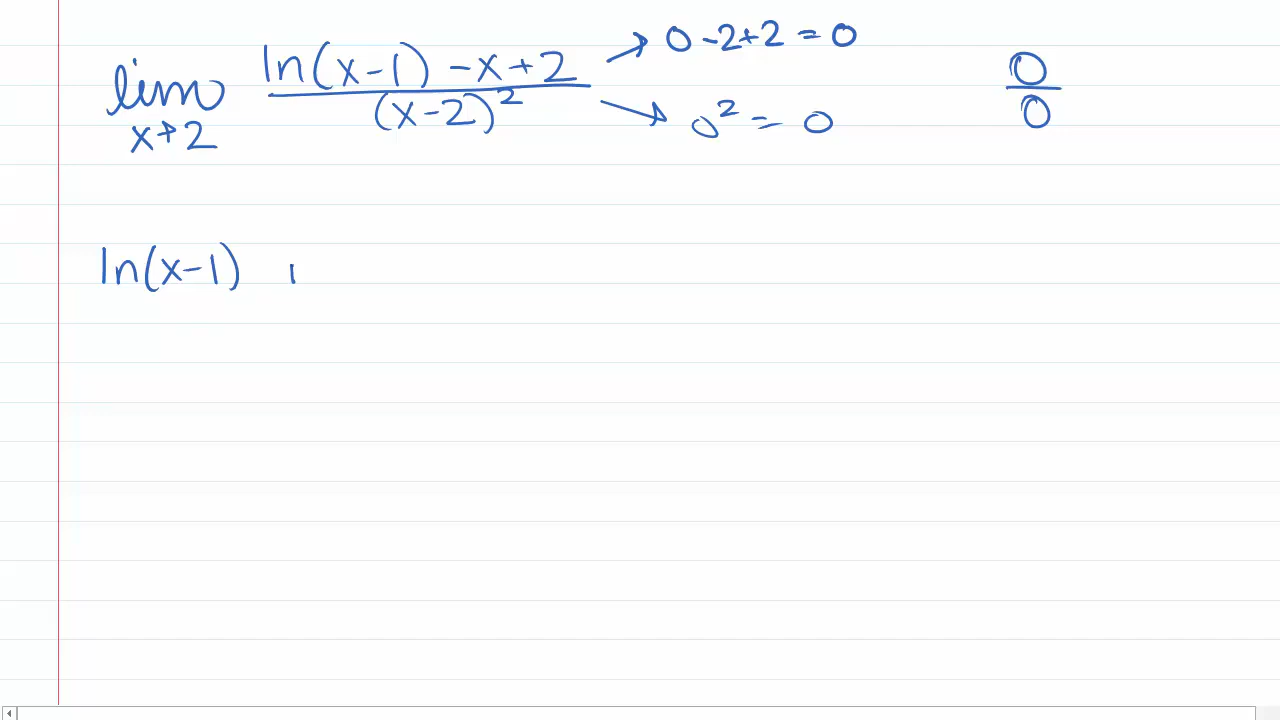 lim x→2 (ln(x-1) -x+2)/(x-2)² → 0-2+2 = 0 → 0² = 0 0/0
ln(x-1)